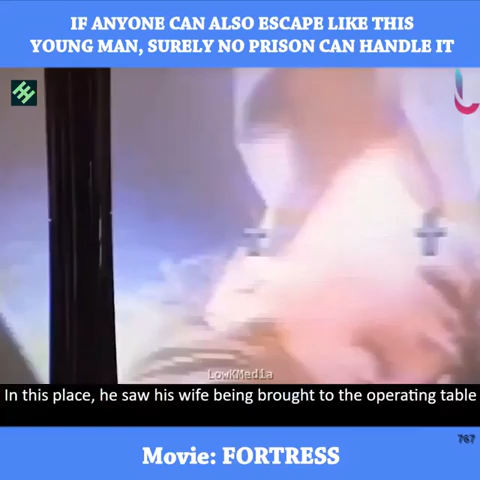 IF ANYONE CAN ALSO ESCAPE LIKE THIS
YOUNG MAN, SURELY NO PRISON CAN HANDLE IT
LowKMedia
In this place, he saw his wife being brought to the operating table
767
Movie: FORTRESS